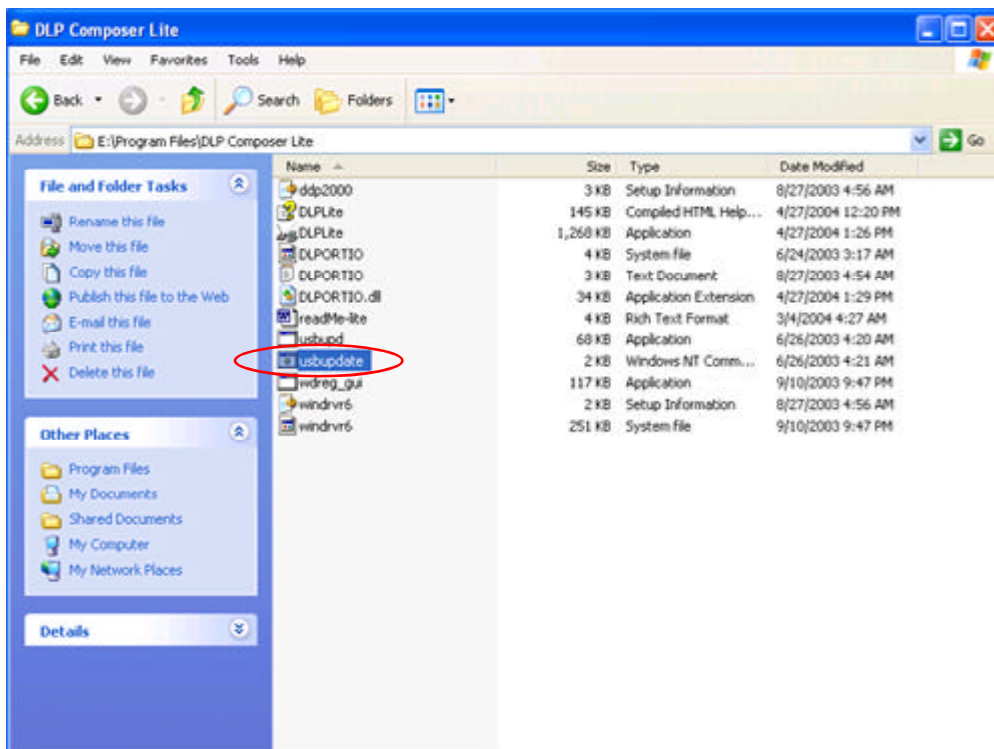 DLP Composer Lite
File Edit View Favorites Tools Help
Back Search Folders
Address E:\Program Files\DLP Composer Lite Go
Name Size Type Date Modified
File and Folder Tasks
Rename this file
Move this file
Copy this file
Publish this file to the Web
E-mail this file
Print this file
Delete this file
Other Places
Program Files
My Documents
Shared Documents
My Computer
My Network Places
Details
ddp2000 3 KB Setup Information 8/27/2003 4:56 AM
DLPLite 145 KB Compiled HTML Help... 4/27/2004 12:20 PM
DLPLite 1,268 KB Application 4/27/2004 1:26 PM
DLPORTIO 4 KB System file 6/24/2003 3:17 AM
DLPORTIO 3 KB Text Document 8/27/2003 4:54 AM
DLPORTIO.dll 34 KB Application Extension 4/27/2004 1:29 PM
readMe-lite 4 KB Rich Text Format 3/4/2004 4:27 AM
usbupd 68 KB Application 6/26/2003 4:20 AM
usbupdate 2 KB Windows NT Comm... 6/26/2003 4:21 AM
wdreg_gui 117 KB Application 9/10/2003 9:47 PM
windrvr6 2 KB Setup Information 8/27/2003 4:56 AM
windrvr6 251 KB System file 9/10/2003 9:47 PM